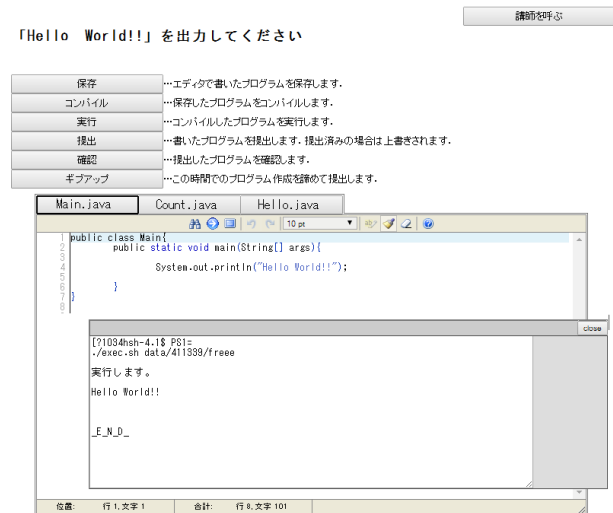 講師を呼ぶ
「Hello　World!!」を出力してください
保存 …エディタで書いたプログラムを保存します.
コンパイル …保存したプログラムをコンパイルします.
実行 …コンパイルしたプログラムを実行します.
提出 …書いたプログラムを提出します. 提出済みの場合は上書きされます.
確認 …提出したプログラムを確認します.
ギブアップ …この時間でのプログラム作成を諦めて提出します.
Main.java Count.java Hello.java
10 pt
1 public class Main{
2 public static void main(String[] args){
3
4 System.out.println("Hello World!!");
5
6 }
7 }
8
close
[?1034hsh-4.1$ PS1=
./exec.sh data/411339/freee
実行します。
Hello World!!
_E_N_D_
位置: 行 1, 文字 1 合計: 行 8, 文字 101